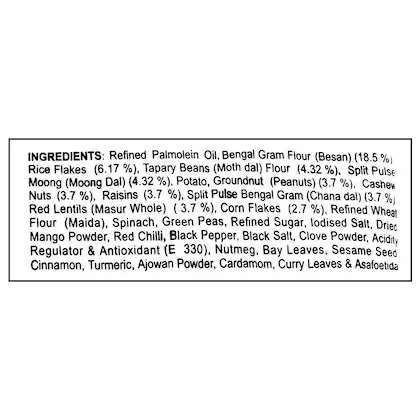 INGREDIENTS: Refined Palmolein Oil, Bengal Gram Flour (Besan) (18.5 %)
Rice Flakes (6.17 %), Tapary Beans (Moth dal) Flour (4.32 %), Split Pulse
Moong (Moong Dal) (4.32 %), Potato, Groundnut (Peanuts) (3.7 %), Cashew
Nuts (3.7 %), Raisins (3.7 %), Split Pulse Bengal Gram (Chana dal) (3.7 %)
Red Lentils (Masur Whole) ( 3.7 %), Corn Flakes (2.7 %), Refined Wheat
Flour (Maida), Spinach, Green Peas, Refined Sugar, Iodised Salt, Dried
Mango Powder, Red Chilli, Black Pepper, Black Salt, Clove Powder, Acidity
Regulator & Antioxidant (E 330), Nutmeg, Bay Leaves, Sesame Seed
Cinnamon, Turmeric, Ajowan Powder, Cardamom, Curry Leaves & Asafoetida